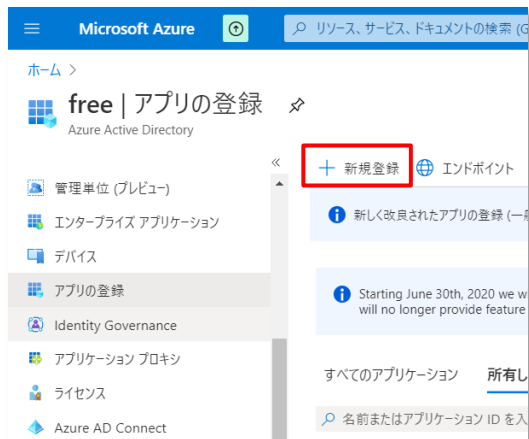 Microsoft Azure
リソース、サービス、ドキュメントの検索 (G
ホーム >
free | アプリの登録
Azure Active Directory
«
+ 新規登録
エンドポイント
管理単位 (プレビュー)
新しく改良されたアプリの登録 (一般
エンタープライズ アプリケーション
デバイス
アプリの登録
Starting June 30th, 2020 we w
will no longer provide feature
Identity Governance
アプリケーション プロキシ
すべてのアプリケーション
所有し
ライセンス
名前またはアプリケーション ID を入
Azure AD Connect